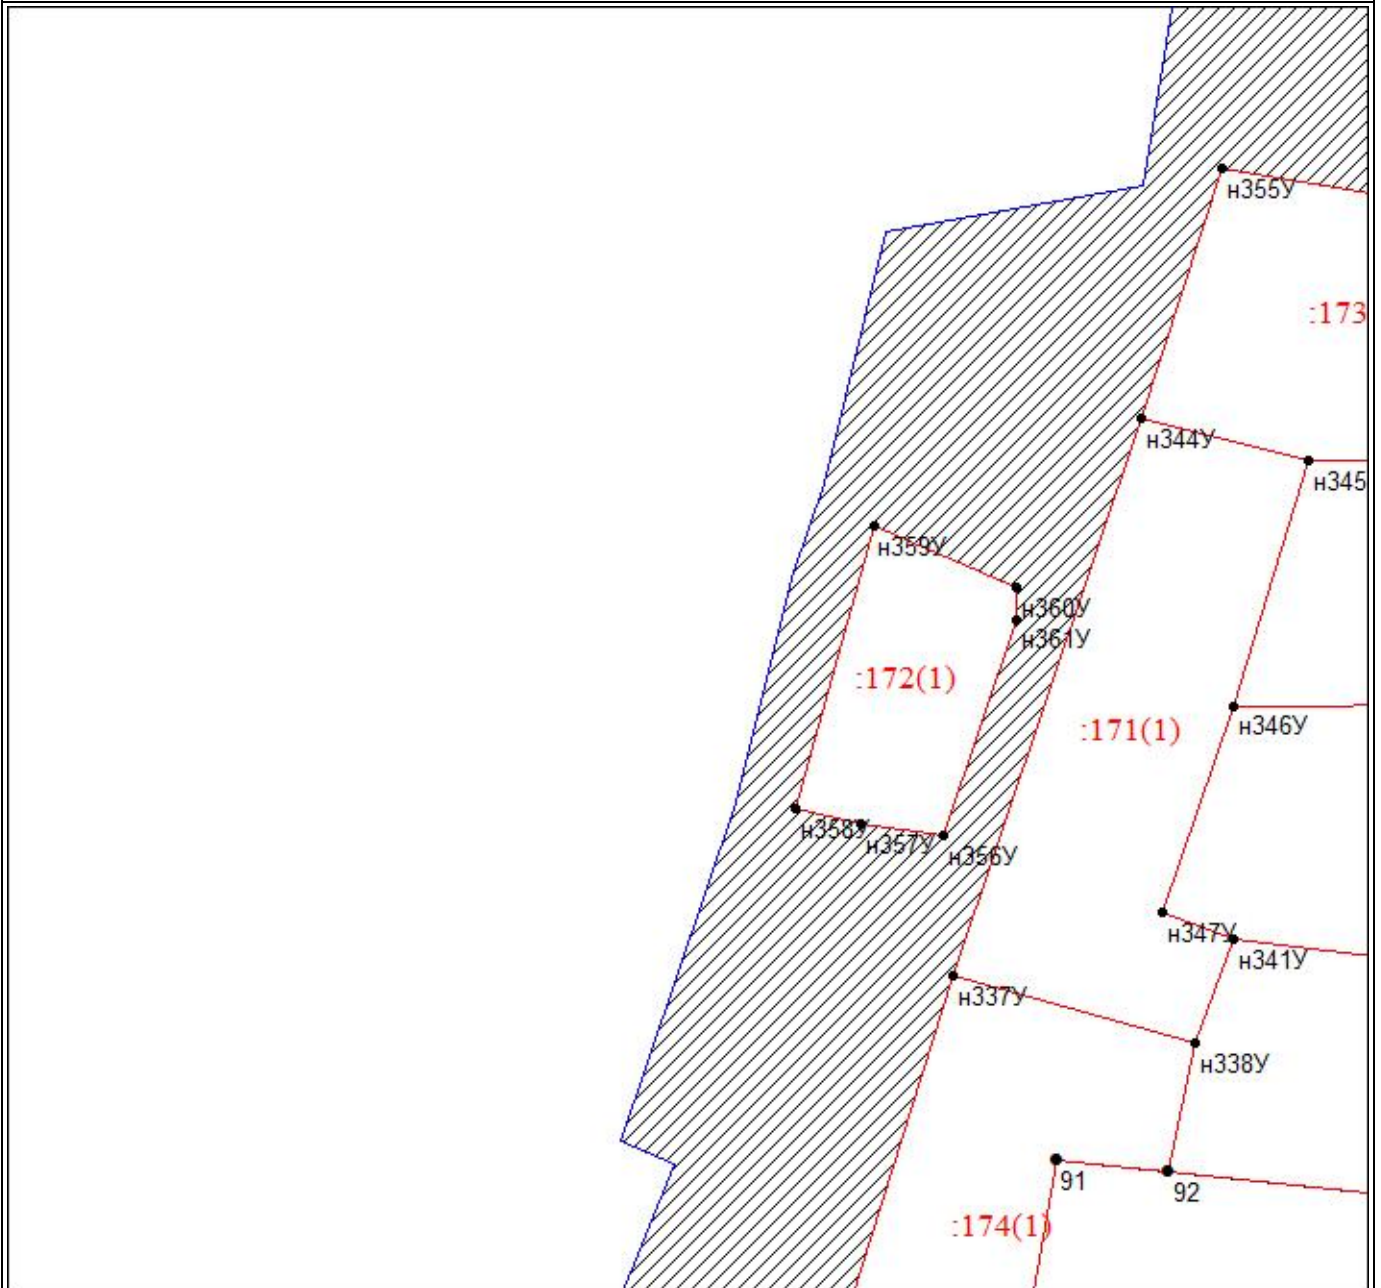 н355У
:173
н344У
н345
н359У
н360У
н361У
:172(1)
:171(1)
н346У
н358У
н357У
н356У
н347У
н341У
н337У
н338У
91
92
:174(1)